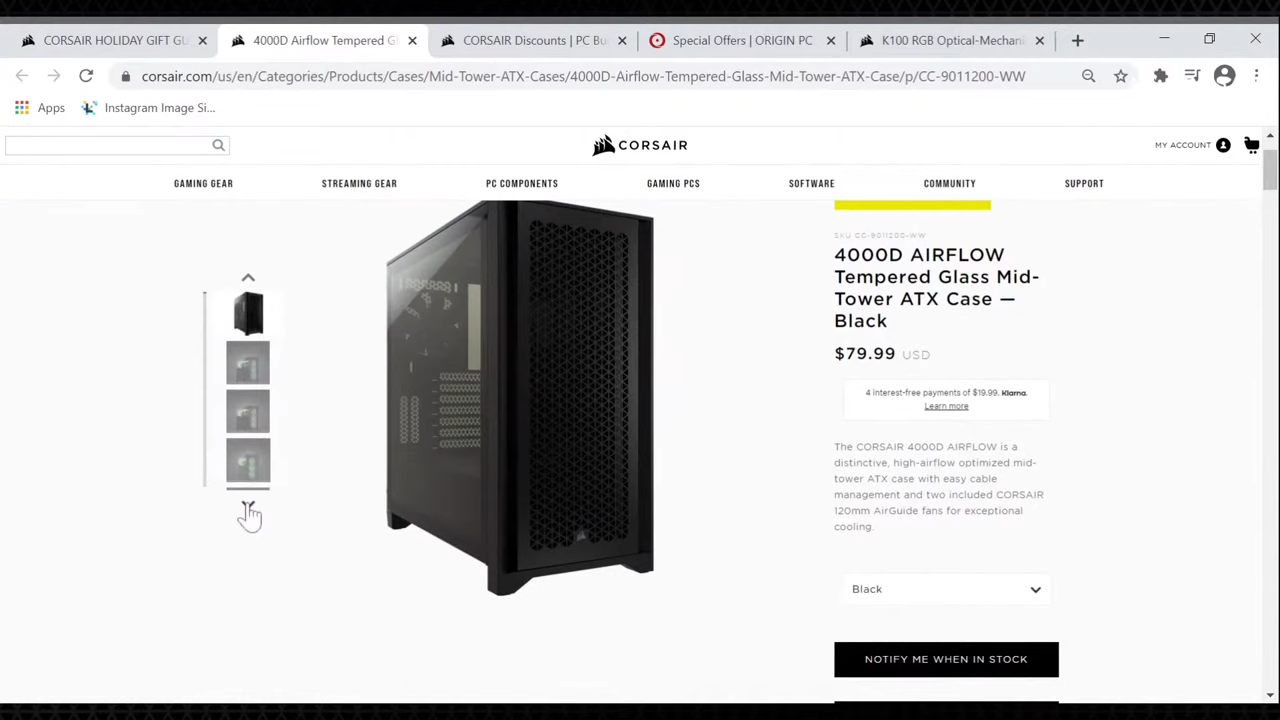 CORSAIR HOLIDAY GIFT GU
4000D Airflow Tempered G
CORSAIR Discounts | PC Bu
Special Offers | ORIGIN PC
K100 RGB Optical-Mechani
corsair.com/us/en/Categories/Products/Cases/Mid-Tower-ATX-Cases/4000D-Airflow-Tempered-Glass-Mid-Tower-ATX-Case/p/CC-9011200-WW
Apps
Instagram Image Si...
CORSAIR
MY ACCOUNT
GAMING GEAR
STREAMING GEAR
PC COMPONENTS
GAMING PCS
SOFTWARE
COMMUNITY
SUPPORT
SKU CC-9011200-WW
4000D AIRFLOW
Tempered Glass Mid-
Tower ATX Case —
Black
$79.99 USD
4 interest-free payments of $19.99. Klarna.
Learn more
The CORSAIR 4000D AIRFLOW is a
distinctive, high-airflow optimized mid-
tower ATX case with easy cable
management and two included CORSAIR
120mm AirGuide fans for exceptional
cooling.
Black
NOTIFY ME WHEN IN STOCK